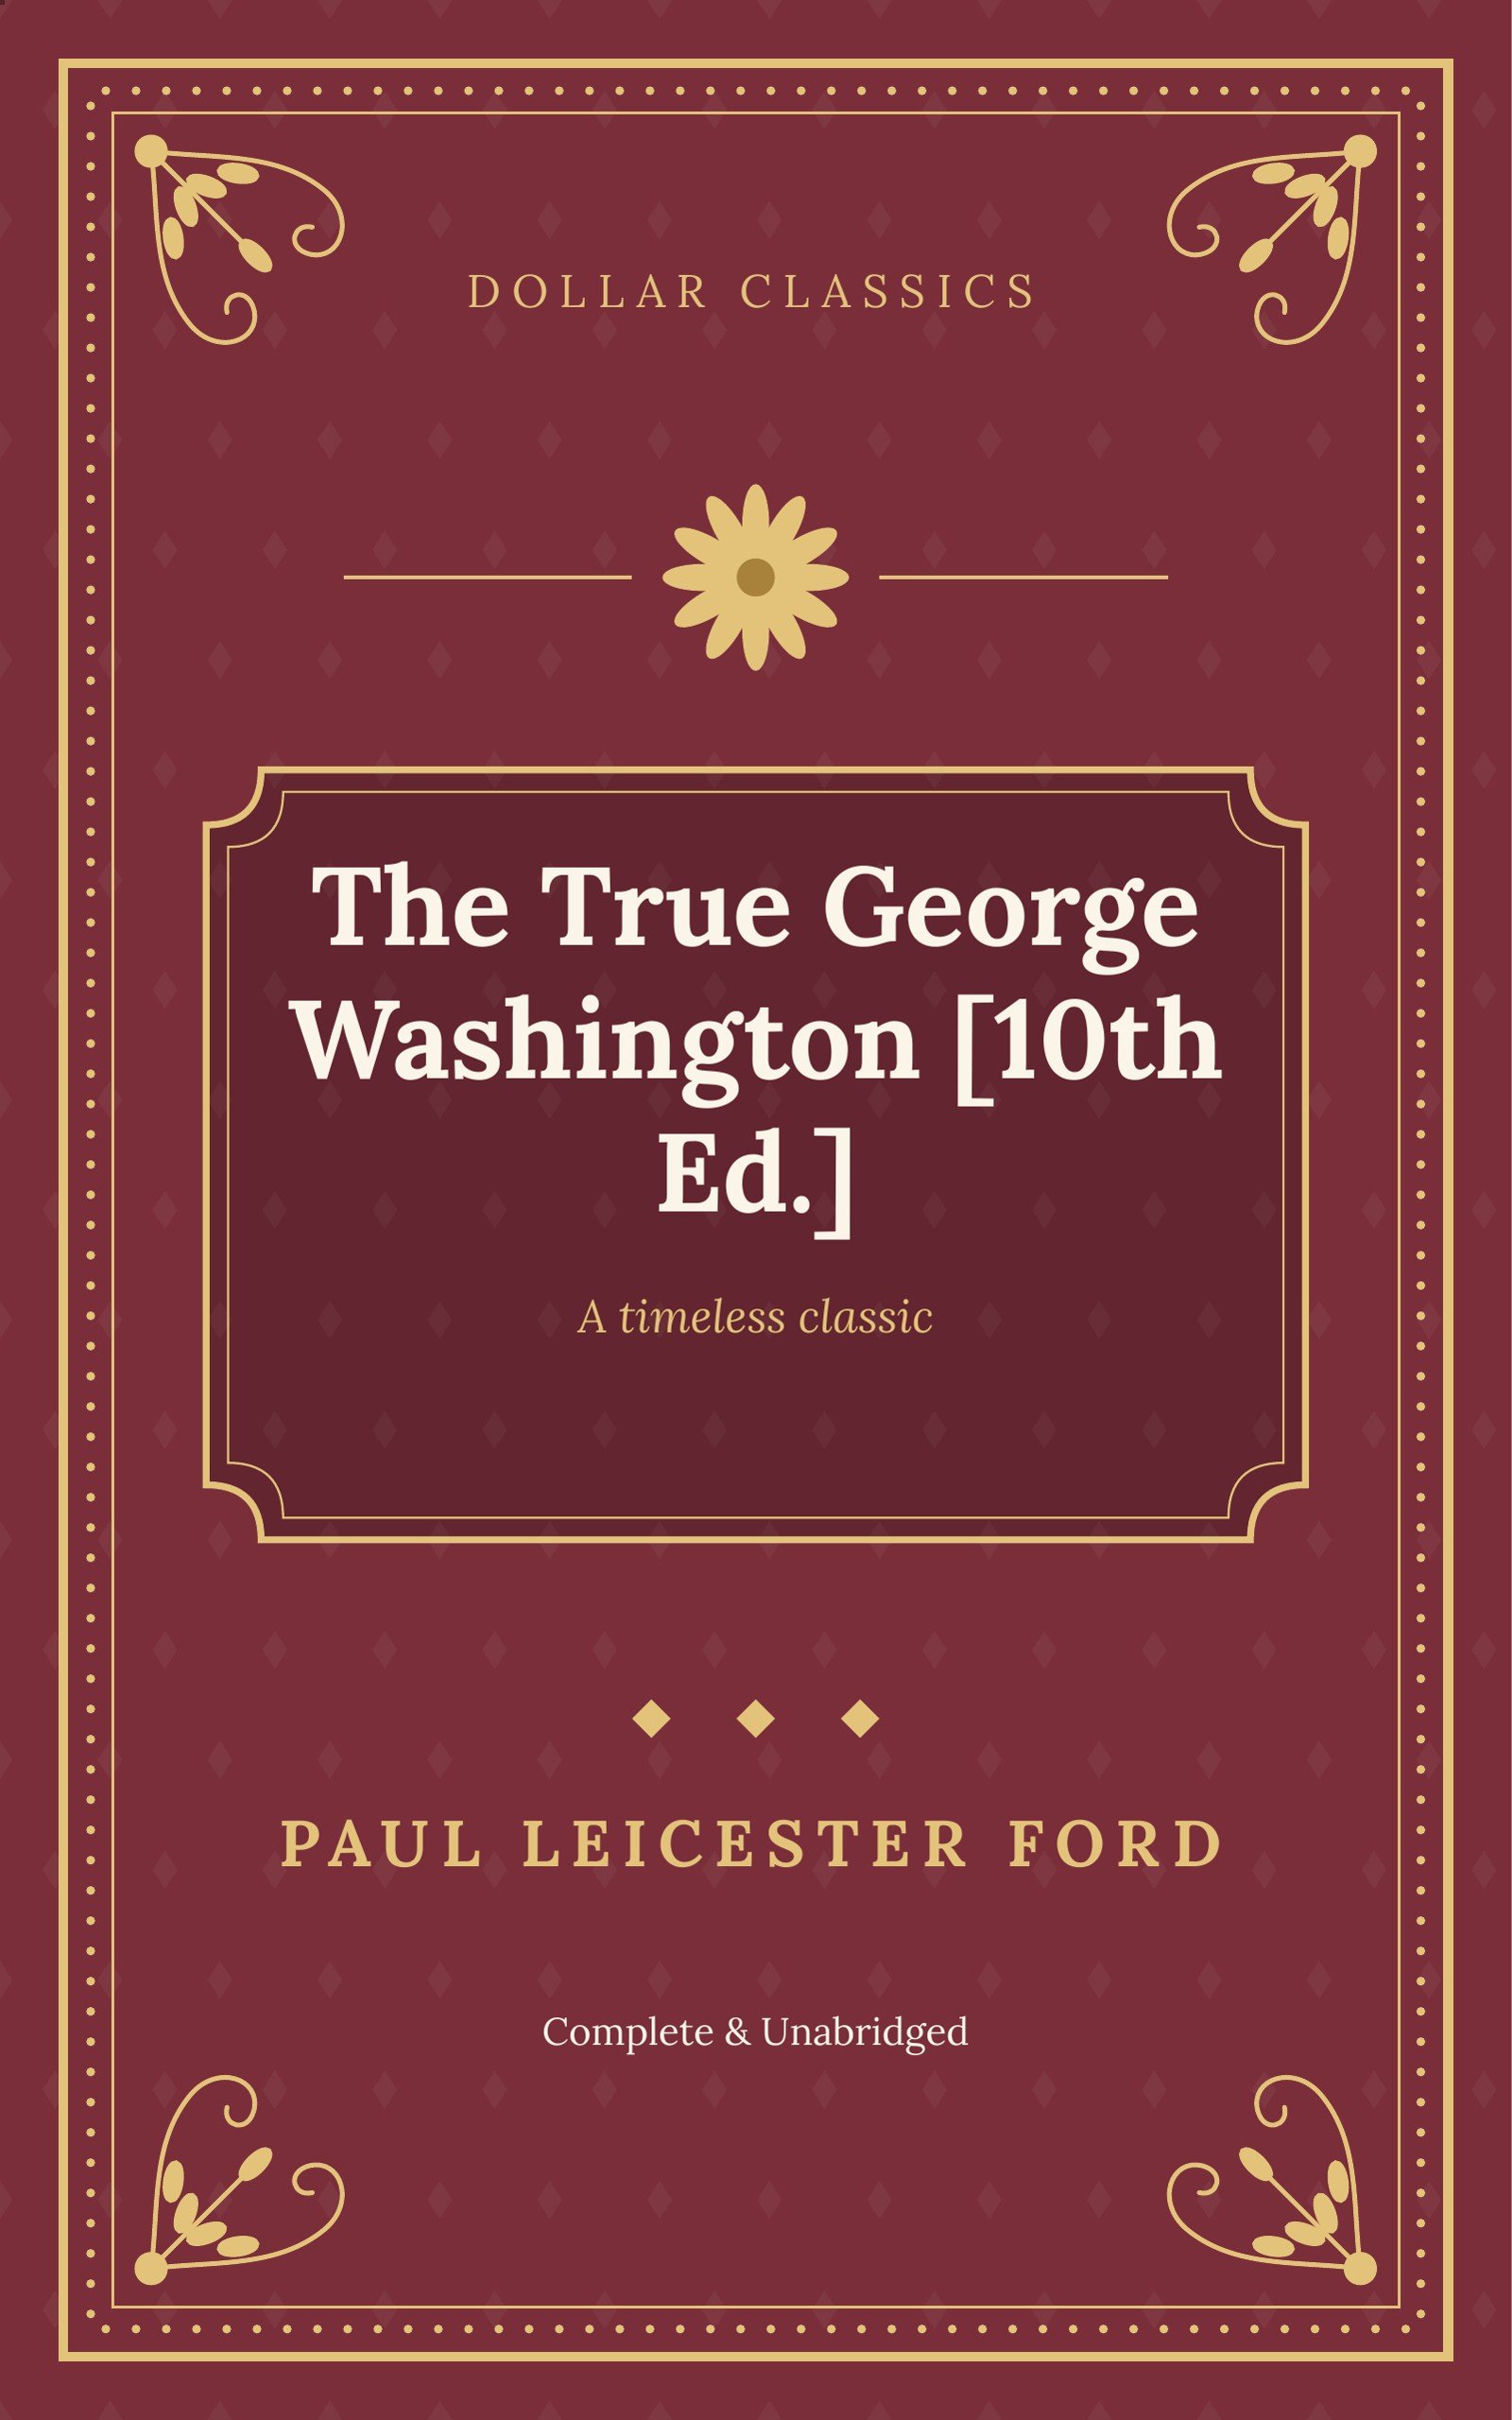 DOLLAR CLASSICS
The True George
Washington [10th
Ed.]
A timeless classic
PAUL LEICESTER FORD
Complete & Unabridged